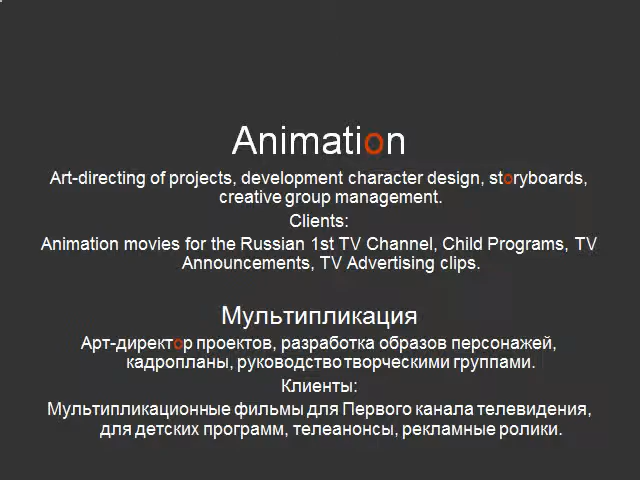 Animation
Art-directing of projects, development character design, storyboards,
creative group management.
Clients:
Animation movies for the Russian 1st TV Channel, Child Programs, TV
Announcements, TV Advertising clips.
Мультипликация
Арт-директор проектов, разработка образов персонажей,
кадропланы, руководство творческими группами.
Клиенты:
Мультипликационные фильмы для Первого канала телевидения,
для детских программ, телеанонсы, рекламные ролики.